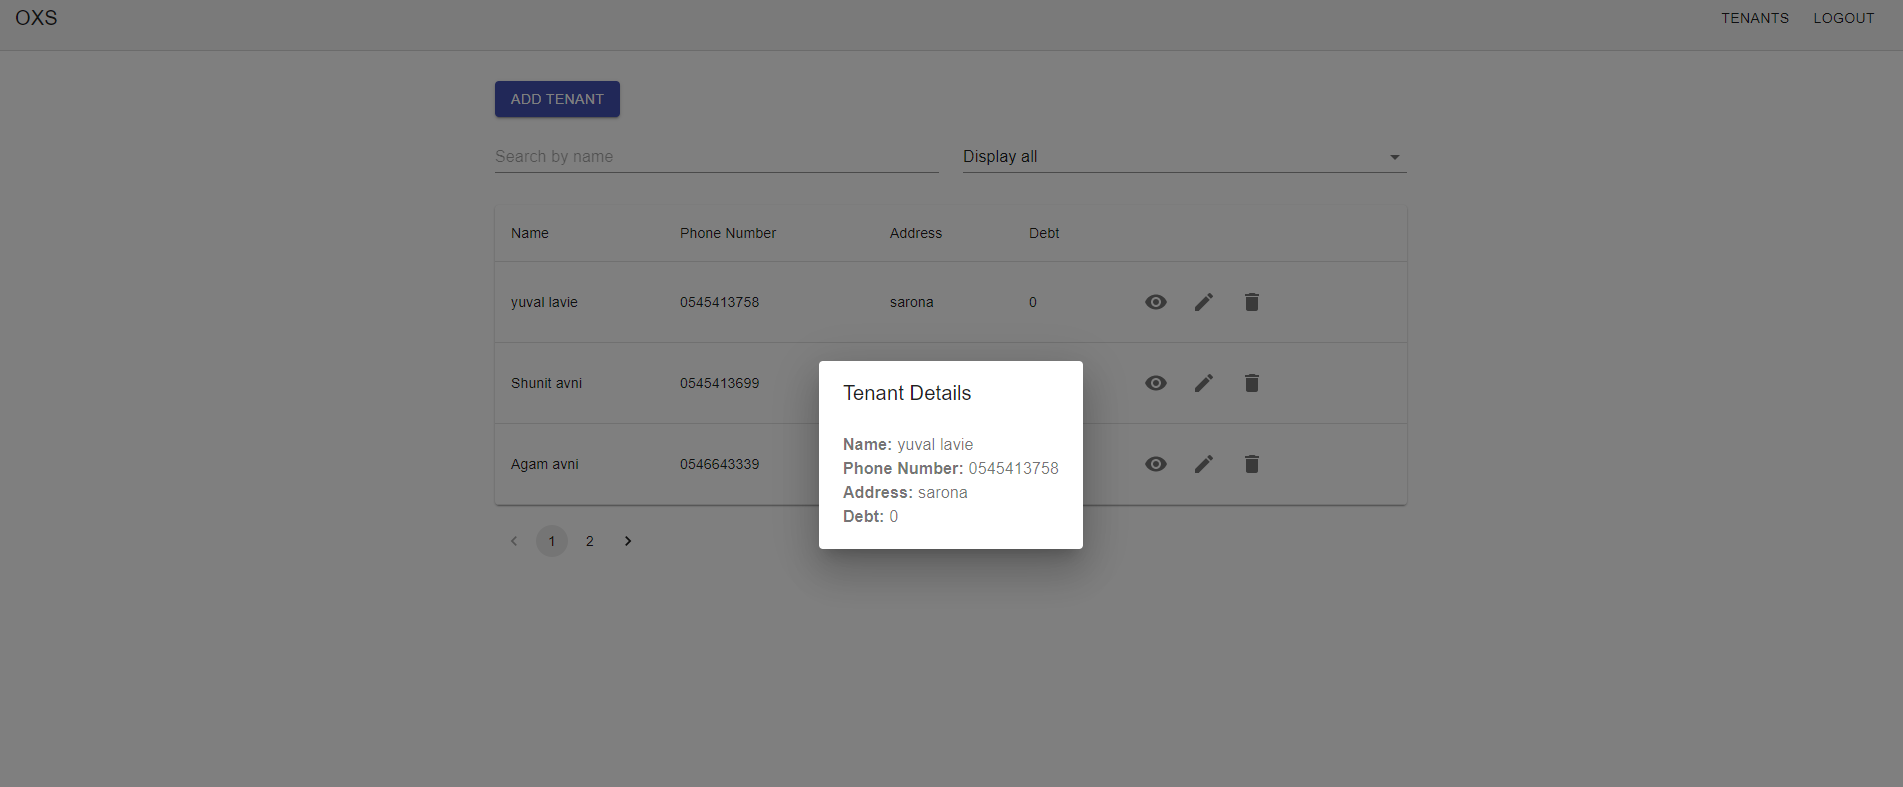 OXS
TENANTS LOGOUT
ADD TENANT
Search by name Display all
Name Phone Number Address Debt
yuval lavie 0545413758 sarona 0
Shunit avni 0545413699
Agam avni 0546643339
Tenant Details
Name: yuval lavie
Phone Number: 0545413758
Address: sarona
Debt: 0
1 2